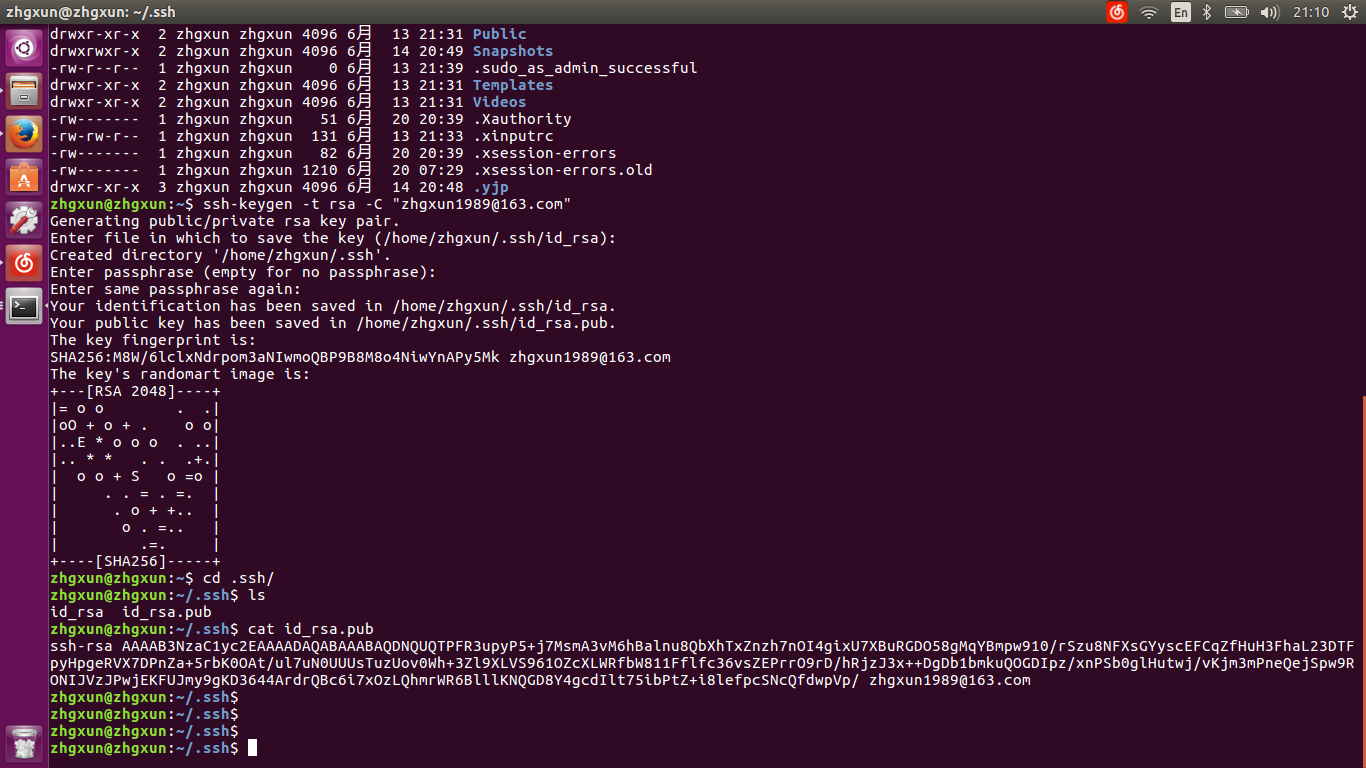 zhgxun@zhgxun: ~/.ssh
En
21:10
drwxr-xr-x  2 zhgxun zhgxun 4096 6月  13 21:31 Public
drwxrwxr-x  2 zhgxun zhgxun 4096 6月  14 20:49 Snapshots
-rw-r--r--  1 zhgxun zhgxun    0 6月  13 21:39 .sudo_as_admin_successful
drwxr-xr-x  2 zhgxun zhgxun 4096 6月  13 21:31 Templates
drwxr-xr-x  2 zhgxun zhgxun 4096 6月  13 21:31 Videos
-rw-------  1 zhgxun zhgxun   51 6月  20 20:39 .Xauthority
-rw-rw-r--  1 zhgxun zhgxun  131 6月  13 21:33 .xinputrc
-rw-------  1 zhgxun zhgxun   82 6月  20 20:39 .xsession-errors
-rw-------  1 zhgxun zhgxun 1210 6月  20 07:29 .xsession-errors.old
drwxr-xr-x  3 zhgxun zhgxun 4096 6月  14 20:48 .yjp
zhgxun@zhgxun:~$ ssh-keygen -t rsa -C "zhgxun1989@163.com"
Generating public/private rsa key pair.
Enter file in which to save the key (/home/zhgxun/.ssh/id_rsa):
Created directory '/home/zhgxun/.ssh'.
Enter passphrase (empty for no passphrase):
Enter same passphrase again:
Your identification has been saved in /home/zhgxun/.ssh/id_rsa.
Your public key has been saved in /home/zhgxun/.ssh/id_rsa.pub.
The key fingerprint is:
SHA256:M8W/6lclxNdrpom3aNIwmoQBP9B8M8o4NiwYnAPy5Mk zhgxun1989@163.com
The key's randomart image is:
+---[RSA 2048]----+
|= o o        .  .|
|oO + o + .    o o|
|..E * o o o  . ..|
|.. * *   . .  .+.|
|  o o + S   o =o |
|     . . = . =.  |
|      . o + +..  |
|       o . =..   |
|         .=.     |
+----[SHA256]-----+
zhgxun@zhgxun:~$ cd .ssh/
zhgxun@zhgxun:~/.ssh$ ls
id_rsa  id_rsa.pub
zhgxun@zhgxun:~/.ssh$ cat id_rsa.pub
ssh-rsa AAAAB3NzaC1yc2EAAAADAQABAAABAQDNQUQTPFR3upyP5+j7MsmA3vM6hBalnu8QbXhTxZnzh7nOI4gixU7XBuRGDO58gMqYBmpw910/rSzu8NFXsGYyscEFCqZfHuH3FhaL23DTF
pyHpgeRVX7DPnZa+5rbK0OAt/ul7uN0UUUsTuzUov0Wh+3Zl9XLVS961OZcXLWRfbW811Fflfc36vsZEPrrO9rD/hRjzJ3x++DgDb1bmkuQOGDIpz/xnPSb0glHutwj/vKjm3mPneQejSpw9R
ONIJVzJPwjEKFUJmy9gKD3644ArdrQBc6i7xOzLQhmrWR6BlllKNQGD8Y4gcdIlt75ibPtZ+i8lefpcSNcQfdwpVp/ zhgxun1989@163.com
zhgxun@zhgxun:~/.ssh$
zhgxun@zhgxun:~/.ssh$
zhgxun@zhgxun:~/.ssh$
zhgxun@zhgxun:~/.ssh$